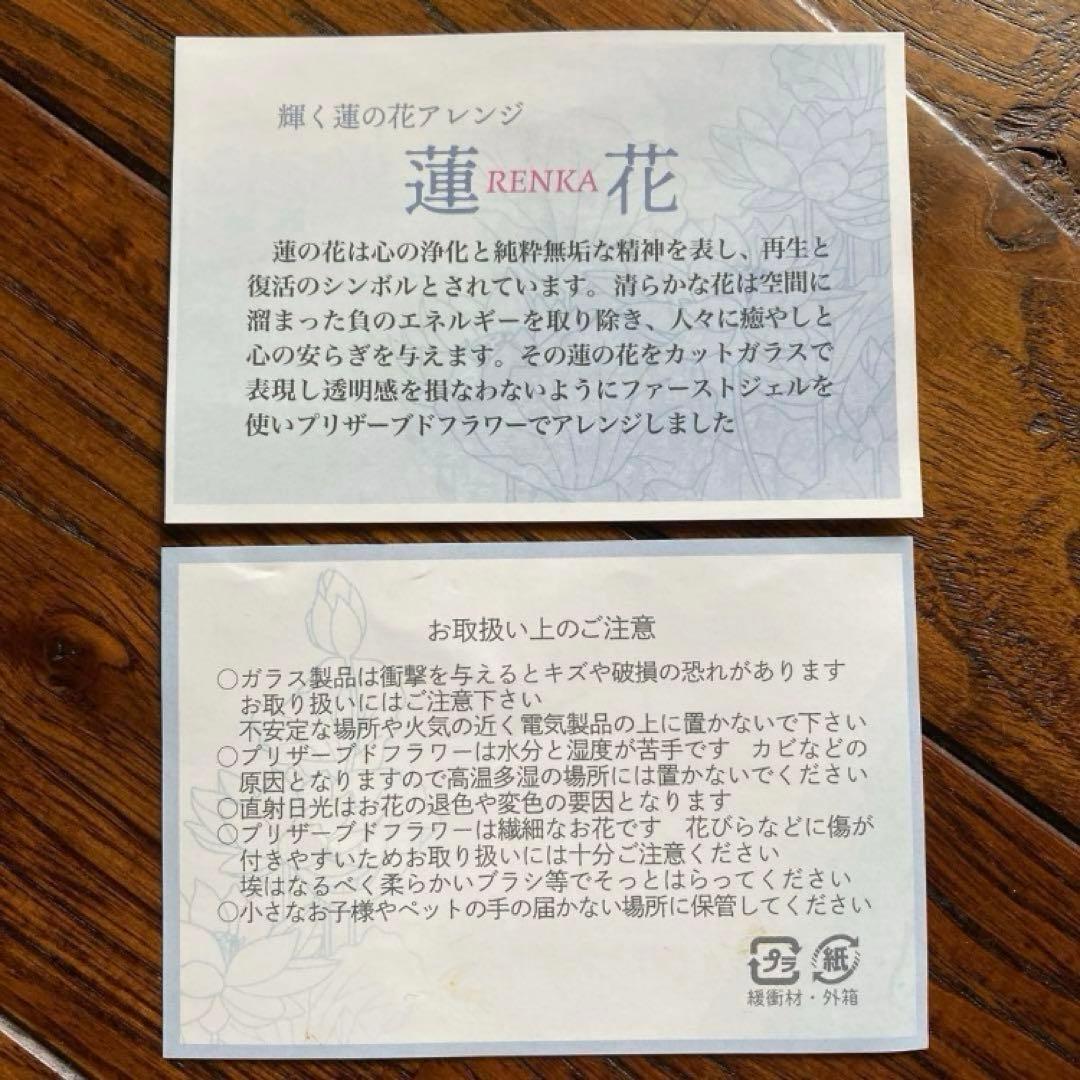 輝く蓮の花アレンジ
蓮 RENKA 花
蓮の花は心の浄化と純粋無垢な精神を表し、再生と
復活のシンボルとされています。清らかな花は空間に
溜まった負のエネルギーを取り除き、人々に癒やしと
心の安らぎを与えます。その蓮の花をカットガラスで
表現し透明感を損なわないようにファーストジェルを
使いプリザーブドフラワーでアレンジしました
お取扱い上のご注意
○ガラス製品は衝撃を与えるとキズや破損の恐れがあります
お取り扱いにはご注意下さい
不安定な場所や火気の近く電気製品の上に置かないで下さい
○プリザーブドフラワーは水分と湿度が苦手です　カビなどの
原因となりますので高温多湿の場所には置かないでください
○直射日光はお花の退色や変色の要因となります
○プリザーブドフラワーは繊細なお花です　花びらなどに傷が
付きやすいためお取り扱いには十分ご注意ください
埃はなるべく柔らかいブラシ等でそっとはらってください
○小さなお子様やペットの手の届かない場所に保管してください
プラ 紙
緩衝材・外箱